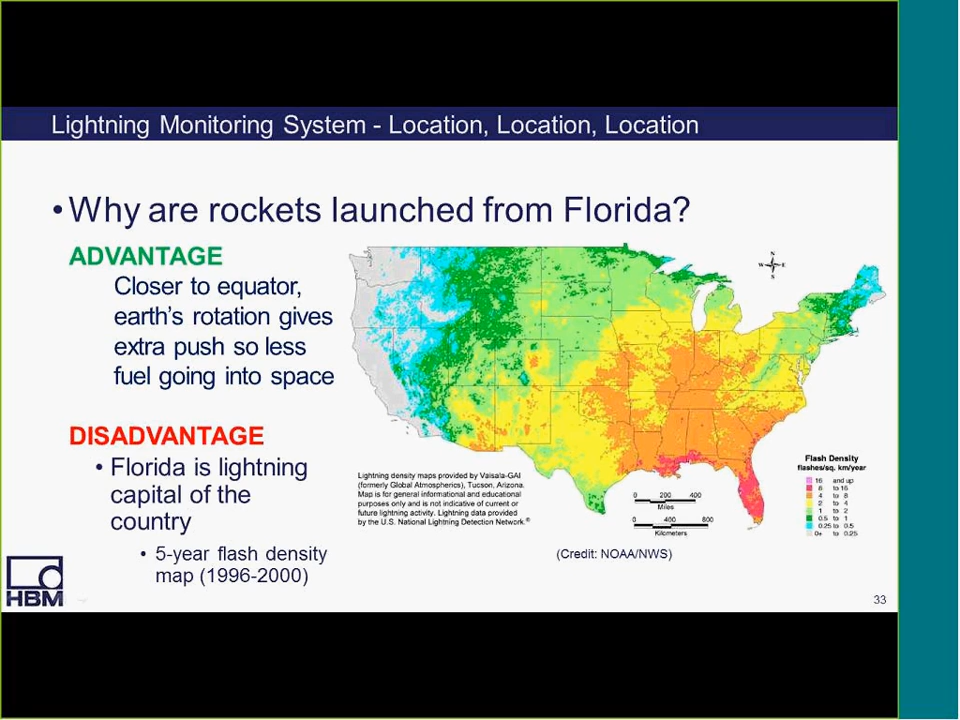 Lightning Monitoring System - Location, Location, Location
• Why are rockets launched from Florida?
ADVANTAGE
Closer to equator,
earth's rotation gives
extra push so less
fuel going into space
DISADVANTAGE
• Florida is lightning
capital of the
country
• 5-year flash density
map (1996-2000)
N
W E
S
Lightning density maps provided by Vaisala-GAI
(formerly Global Atmospherics), Tucson, Arizona.
Map is for general informational and educational
purposes only and is not indicative of current or
future lightning activity. Lightning data provided
by the U.S. National Lightning Detection Network.®
0 200 400
Miles
0 400 800
Kilometers
Flash Density
flashes/sq. km/year
16 and up
8 to 16
4 to 8
2 to 4
1 to 2
0.5 to 1
0.25 to 0.5
0+ to 0.25
(Credit: NOAA/NWS)
HBM
33